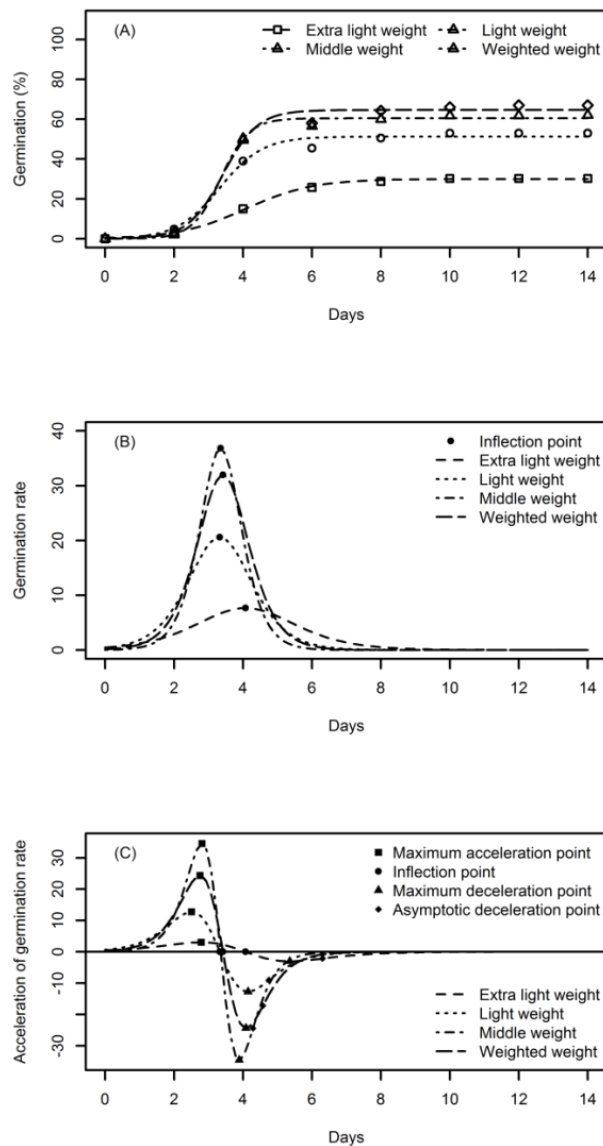 (A)
Extra light weight
Light weight
Middle weight
Weighted weight
Germination (%)
100
80
60
40
20
0
0 2 4 6 8 10 12 14
Days
(B)
Inflection point
Extra light weight
Light weight
Middle weight
Weighted weight
Germination rate
40
30
20
10
0
0 2 4 6 8 10 12 14
Days
(C)
Maximum acceleration point
Inflection point
Maximum deceleration point
Asymptotic deceleration point
Extra light weight
Light weight
Middle weight
Weighted weight
Acceleration of germination rate
30
20
10
0
-10
-30
0 2 4 6 8 10 12 14
Days